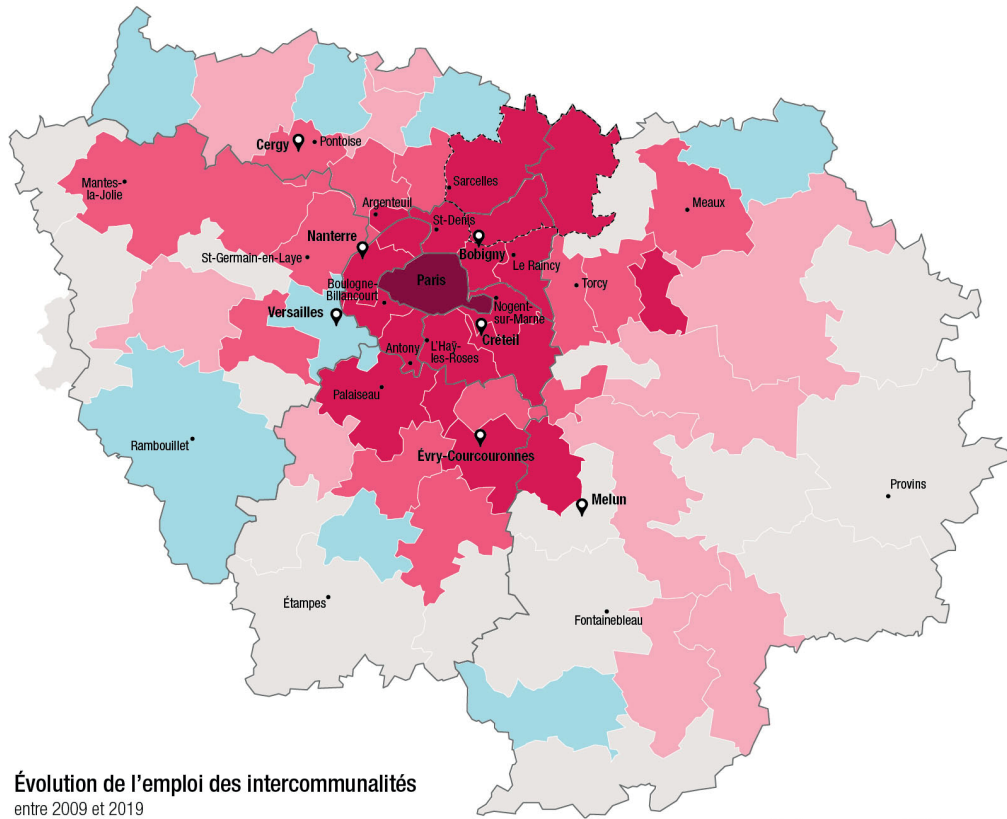 Cergy
Pontoise
Mantes-
la-Jolie
Sarcelles
Argenteuil
Meaux
St-Denis
Nanterre
Bobigny
St-Germain-en-Laye
Le Raincy
Paris
Torcy
Boulogne-
Billancourt
Nogent-
sur-Marne
Versailles
Créteil
Antony
L'Haÿ-
les-Roses
Palaiseau
Rambouillet
Évry-Courcouronnes
Provins
Melun
Étampes
Fontainebleau
Évolution de l'emploi des intercommunalités
entre 2009 et 2019